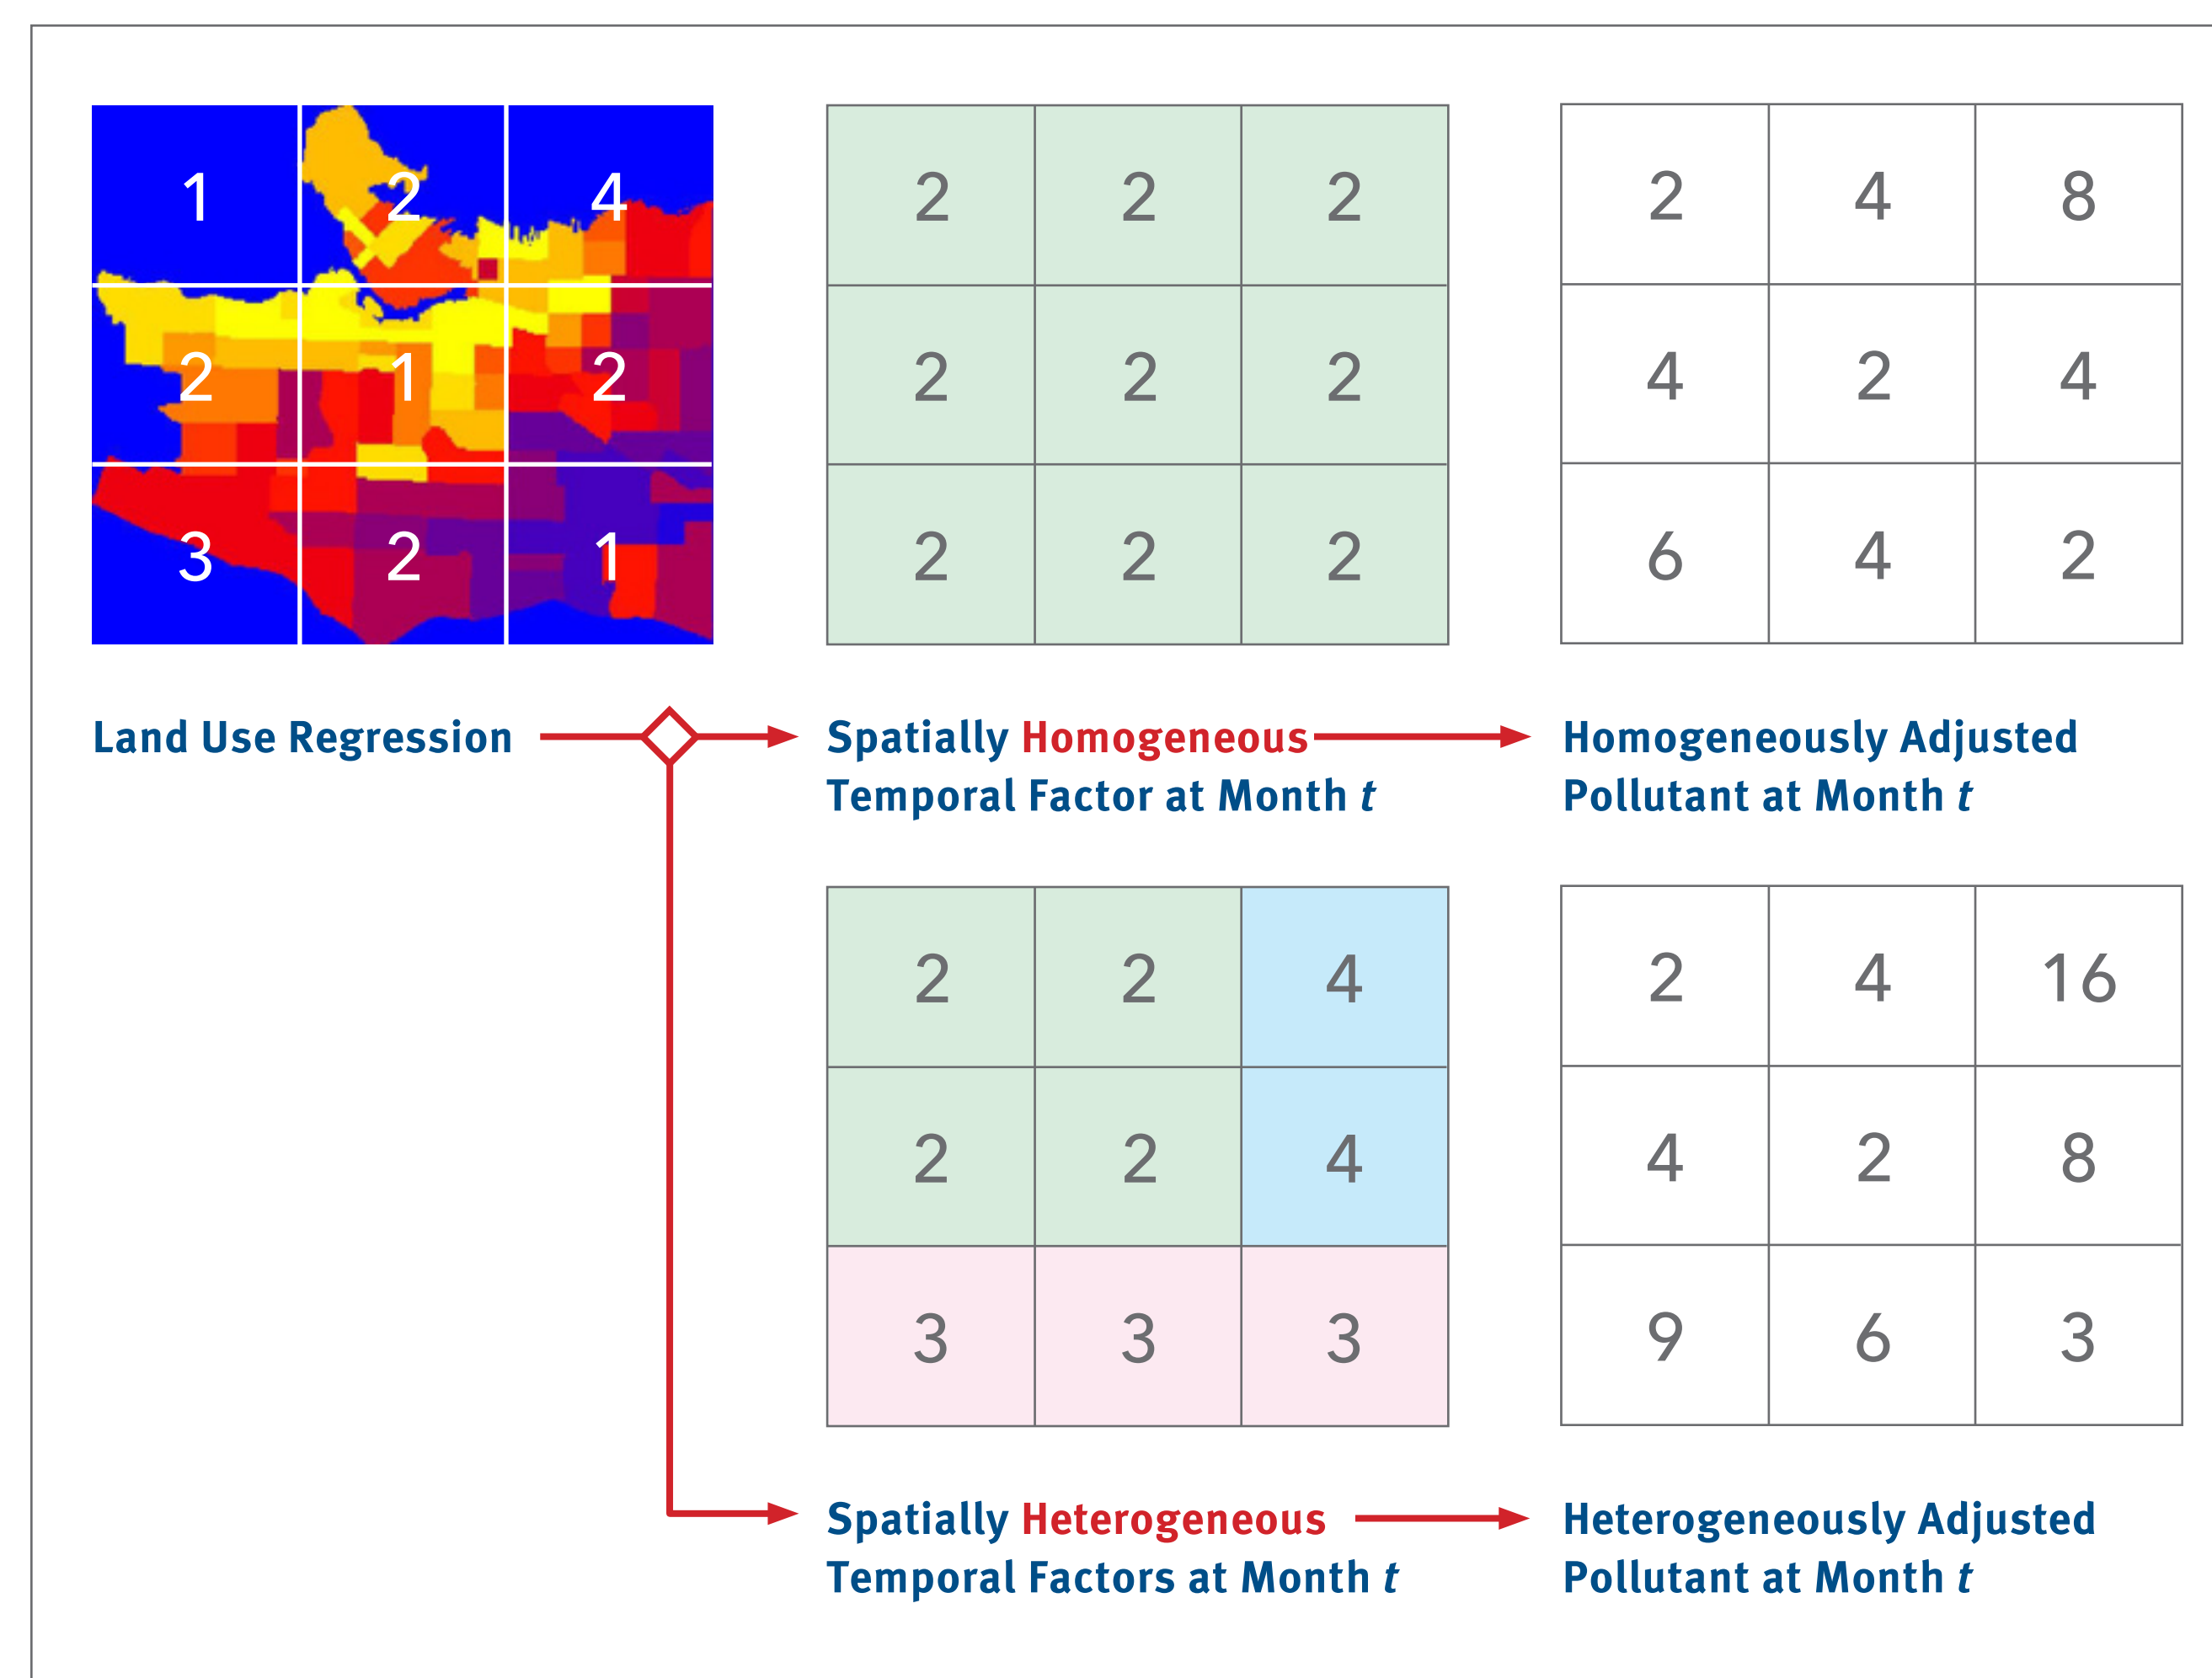 1 2 4
2 1 2
3 2 1
2 2 2
2 2 2
2 2 2
2 4 8
4 2 4
6 4 2
Land Use Regression
Spatially Homogeneous
Temporal Factor at Month t
Homogeneously Adjusted
Pollutant at Month t
2 2 4
2 2 4
3 3 3
2 4 16
4 2 8
9 6 3
Spatially Heterogeneous
Temporal Factors at Month t
Heterogeneously Adjusted
Pollutant at Month t